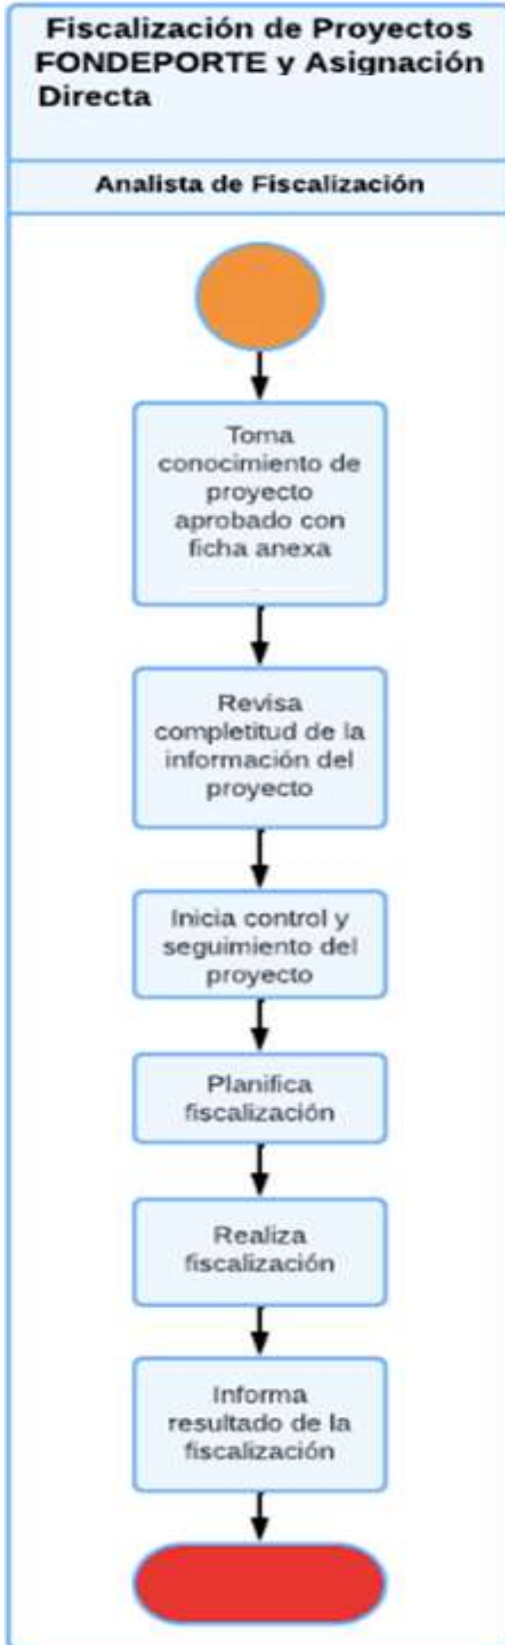 Fiscalización de Proyectos
FONDEPORTE y Asignación
Directa
Analista de Fiscalización
Toma
conocimiento de
proyecto
aprobado con
ficha anexa
Revisa
completitud de la
información del
proyecto
Inicia control y
seguimiento del
proyecto
Planifica
fiscalización
Realiza
fiscalización
Informa
resultado de la
fiscalización